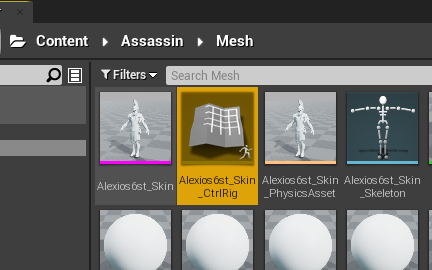 Content Assassin Mesh
Filters Search Mesh
Alexios6st_Skin
Alexios6st_Skin
_CtrlRig
Alexios6st_Skin
_PhysicsAsset
Alexios6st_Skin
_Skeleton